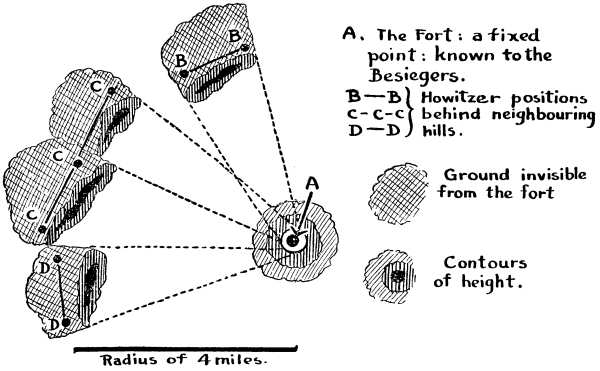 A. The Fort: a fixed
point: known to the
Besiegers.
B—B } Howitzer positions
C-C-C } behind neighbouring
D—D } hills.
Ground invisible
from the fort
Contours
of height.
B
B
C
C
C
D
D
A
Radius of 4 miles.